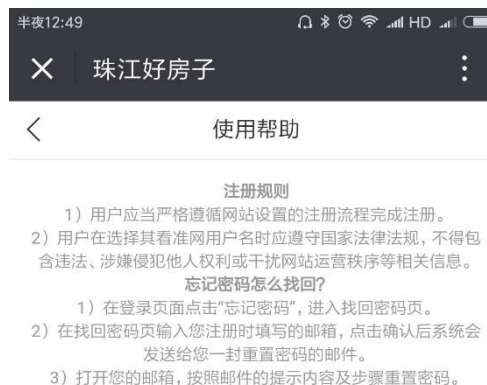 半夜12:49 HD
珠江好房子
使用帮助
注册规则
1）用户应当严格遵循网站设置的注册流程完成注册。
2）用户在选择其看准网用户名时应遵守国家法律法规，不得包
含违法、涉嫌侵犯他人权利或干扰网站运营秩序等相关信息。
忘记密码怎么找回?
1）在登录页面点击“忘记密码”，进入找回密码页。
2）在找回密码页输入您注册时填写的邮箱，点击确认后系统会
发送给您一封重置密码的邮件。
3）打开您的邮箱，按照邮件的提示内容及步骤重置密码。